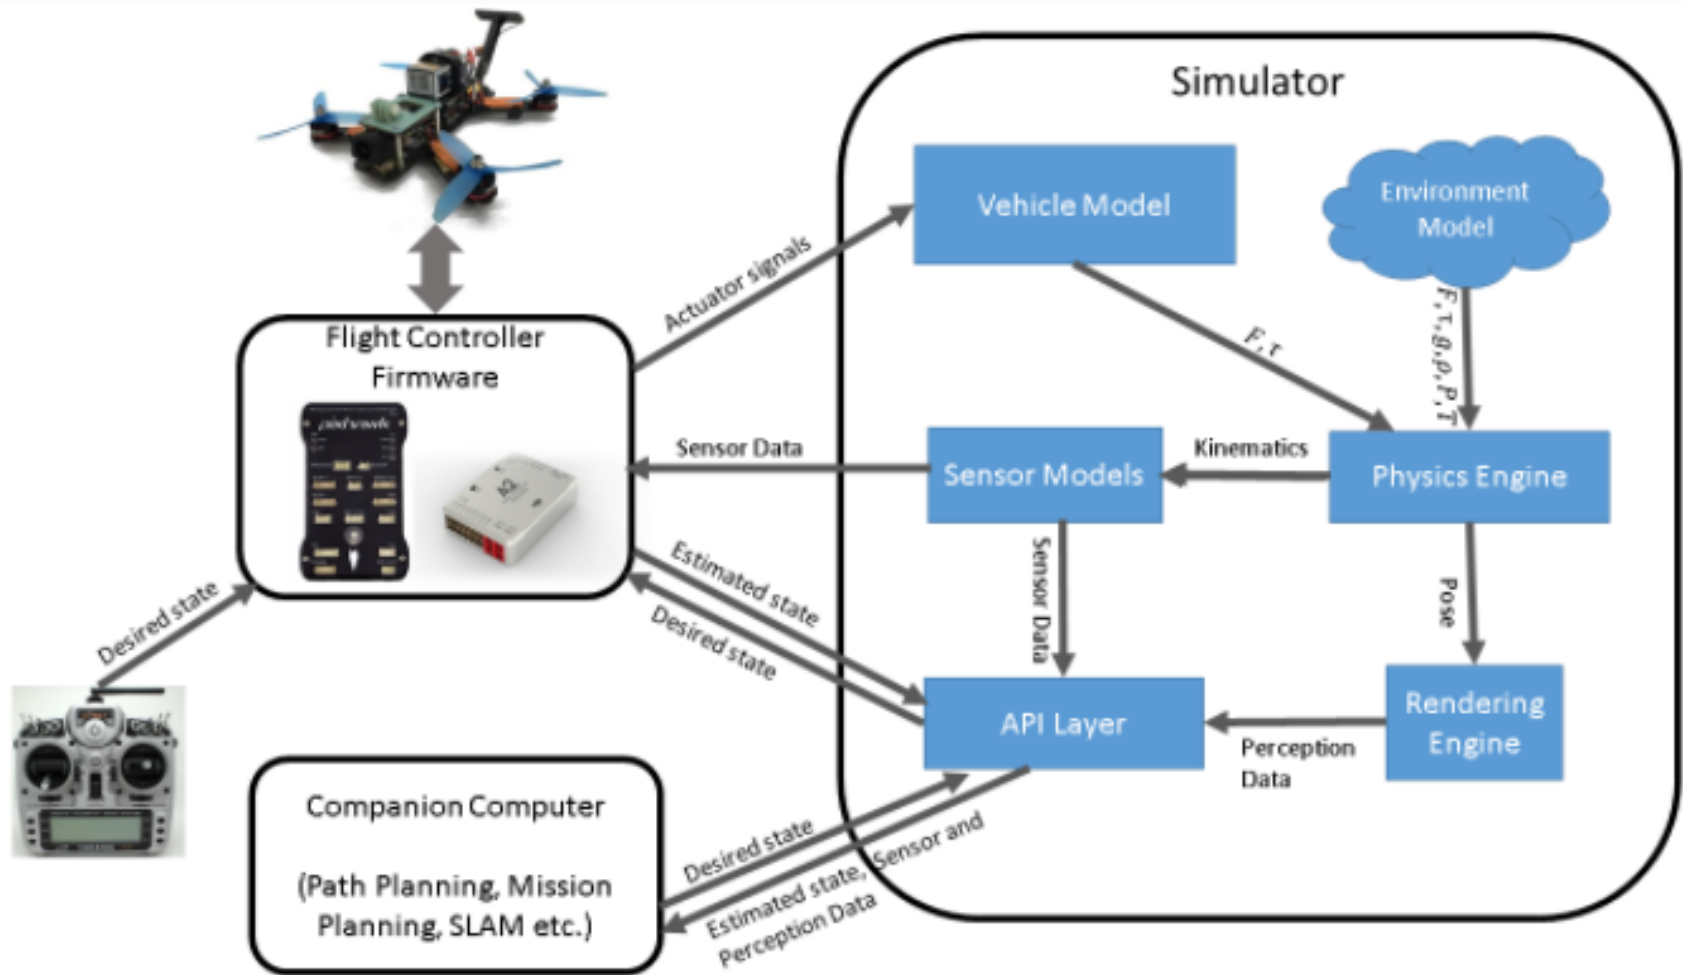 Simulator
Vehicle Model
Environment
Model
Actuator signals
F, τ
F, τ, g, ρ, P, T
Flight Controller
Firmware
A2
Sensor Data
Sensor Models
Kinematics
Physics Engine
Estimated state
Desired state
Sensor Data
Pose
Desired state
API Layer
Perception
Data
Rendering
Engine
Companion Computer
(Path Planning, Mission
Planning, SLAM etc.)
Desired state
Estimated state, Sensor and
Perception Data